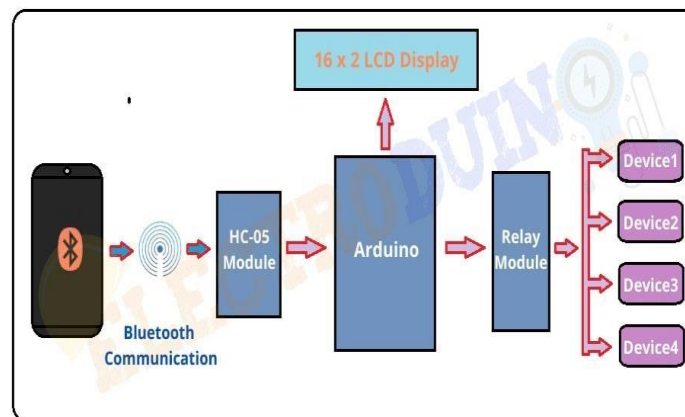 16 x 2 LCD Display
ELECTRODUINO
HC-05
Module
Arduino
Relay
Module
Device1
Device2
Device3
Device4
Bluetooth
Communication